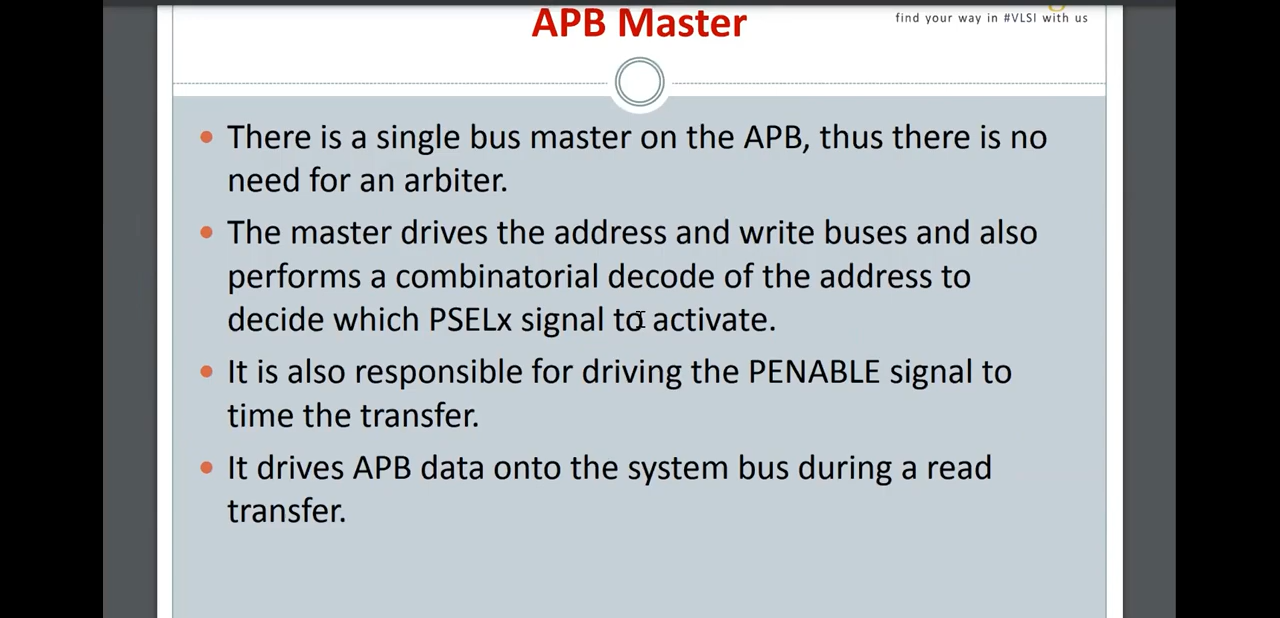 APB Master
find your way in #VLSI with us
There is a single bus master on the APB, thus there is no
need for an arbiter.
The master drives the address and write buses and also
performs a combinatorial decode of the address to
decide which PSELx signal to activate.
It is also responsible for driving the PENABLE signal to
time the transfer.
It drives APB data onto the system bus during a read
transfer.